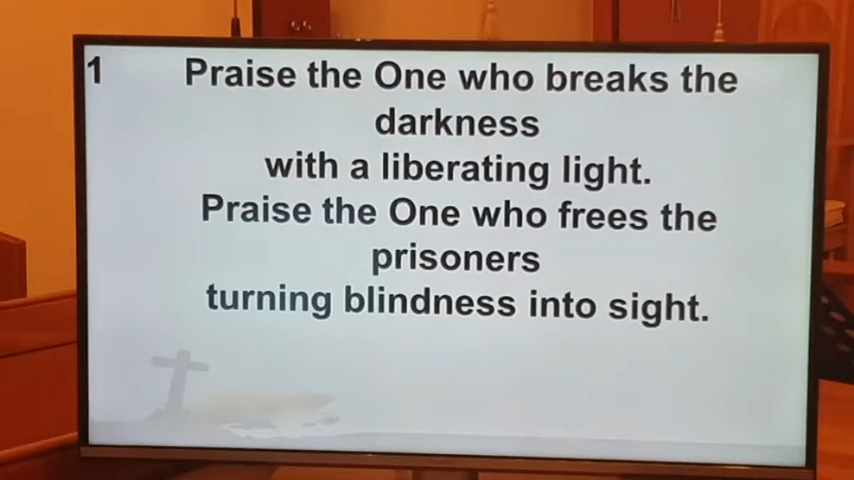 1 Praise the One who breaks the
darkness
with a liberating light.
Praise the One who frees the
prisoners
turning blindness into sight.